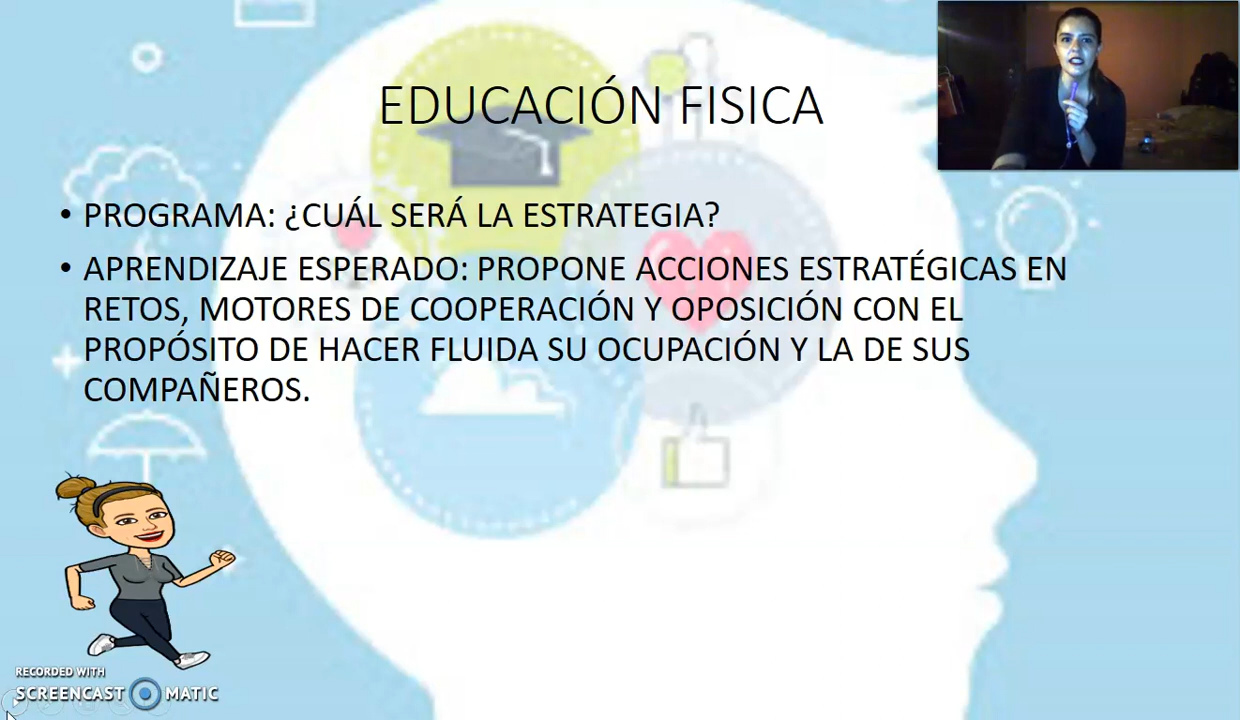 EDUCACIÓN FISICA
• PROGRAMA: ¿CUÁL SERÁ LA ESTRATEGIA?
• APRENDIZAJE ESPERADO: PROPONE ACCIONES ESTRATÉGICAS EN
RETOS, MOTORES DE COOPERACIÓN Y OPOSICIÓN CON EL
PROPÓSITO DE HACER FLUIDA SU OCUPACIÓN Y LA DE SUS
COMPAÑEROS.
RECORDED WITH
SCREENCAST MATIC